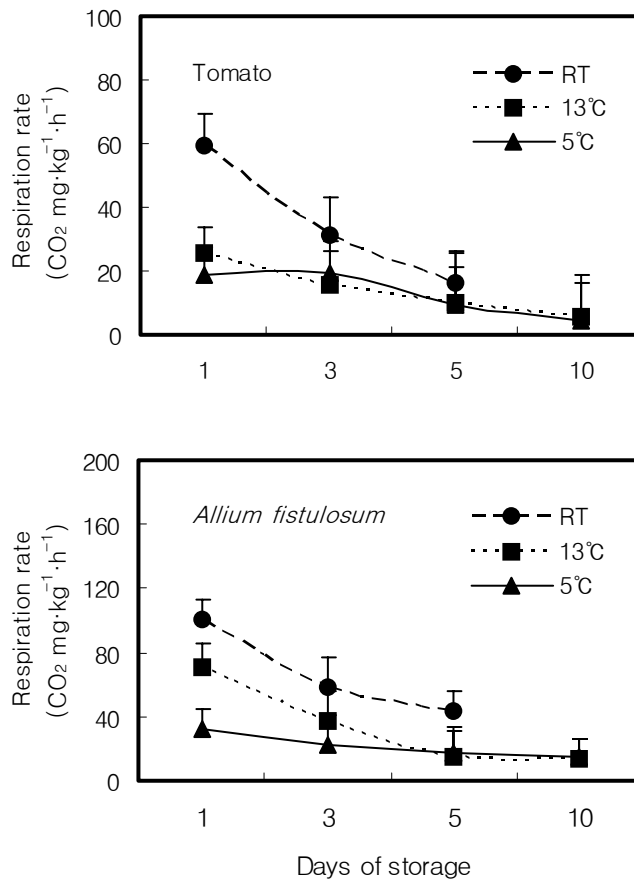 100
80
60
40
20
0
Respiration rate
(CO₂ mg·kg⁻¹·h⁻¹)
Tomato
RT
13℃
5℃
1 3 5 10
200
160
120
80
40
0
Respiration rate
(CO₂ mg·kg⁻¹·h⁻¹)
Allium fistulosum
RT
13℃
5℃
1 3 5 10
Days of storage